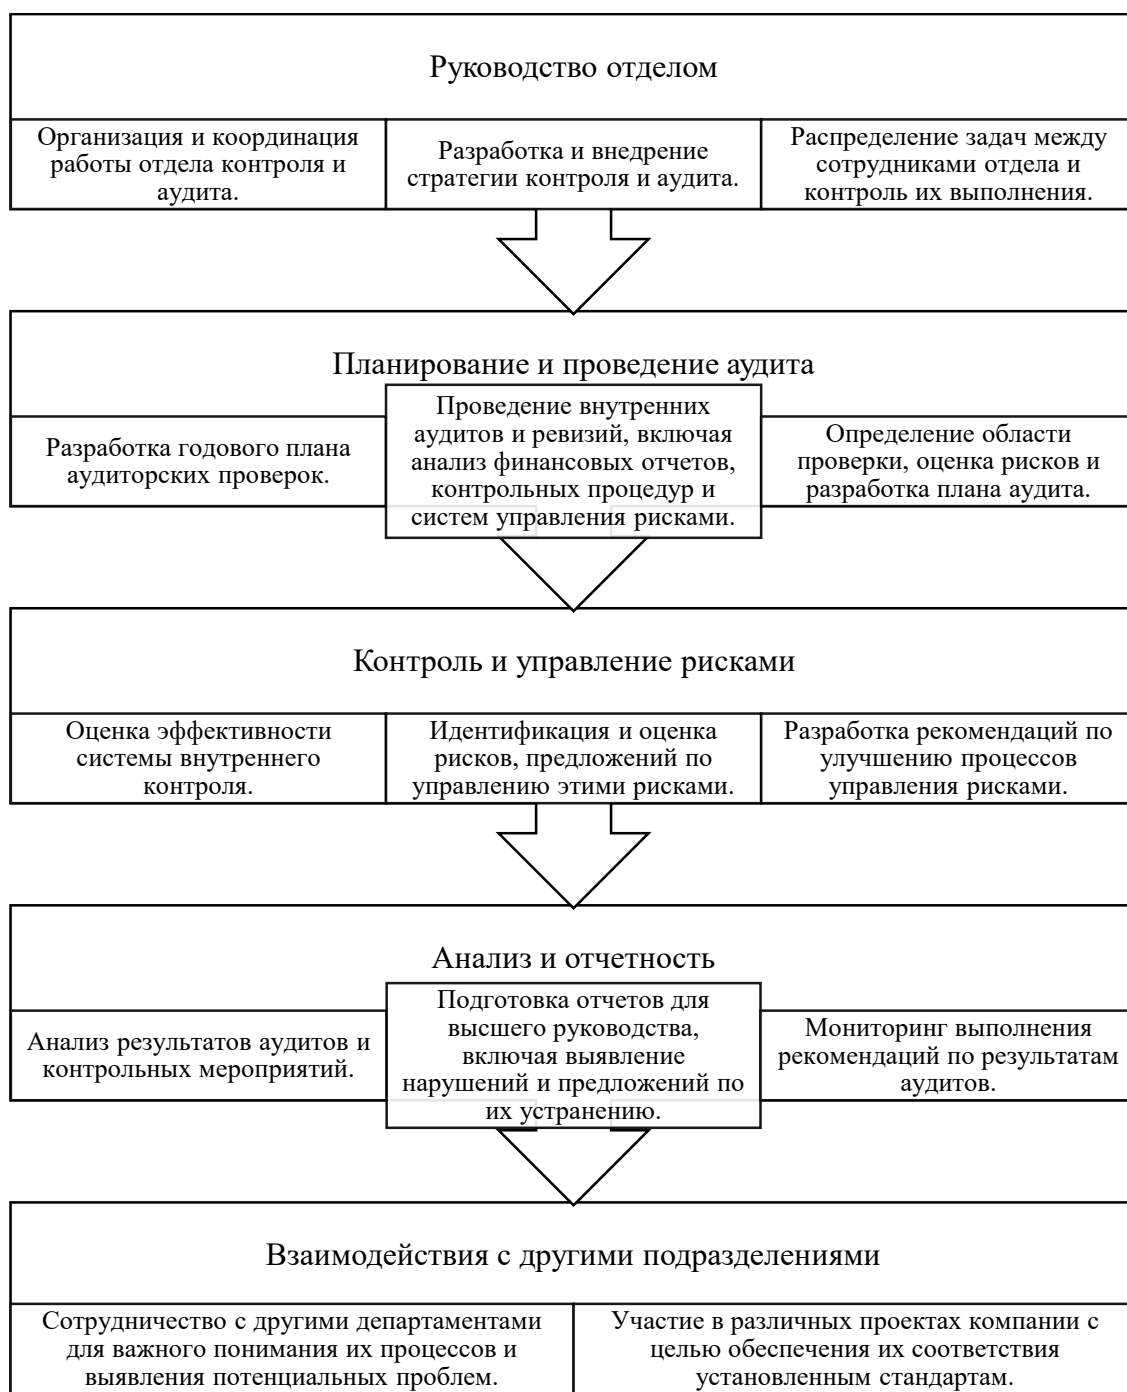 Руководство отделом
Организация и координация
работы отдела контроля и
аудита.
Разработка и внедрение
стратегии контроля и аудита.
Распределение задач между
сотрудниками отдела и
контроль их выполнения.
Планирование и проведение аудита
Разработка годового плана
аудиторских проверок.
Проведение внутренних
аудитов и ревизий, включая
анализ финансовых отчетов,
контрольных процедур и
систем управления рисками.
Определение области
проверки, оценка рисков и
разработка плана аудита.
Контроль и управление рисками
Оценка эффективности
системы внутреннего
контроля.
Идентификация и оценка
рисков, предложений по
управлению этими рисками.
Разработка рекомендаций по
улучшению процессов
управления рисками.
Анализ и отчетность
Анализ результатов аудитов и
контрольных мероприятий.
Подготовка отчетов для
высшего руководства,
включая выявление
нарушений и предложений по
их устранению.
Мониторинг выполнения
рекомендаций по результатам
аудитов.
Взаимодействия с другими подразделениями
Сотрудничество с другими департаментами
для важного понимания их процессов и
выявления потенциальных проблем.
Участие в различных проектах компании с
целью обеспечения их соответствия
установленным стандартам.